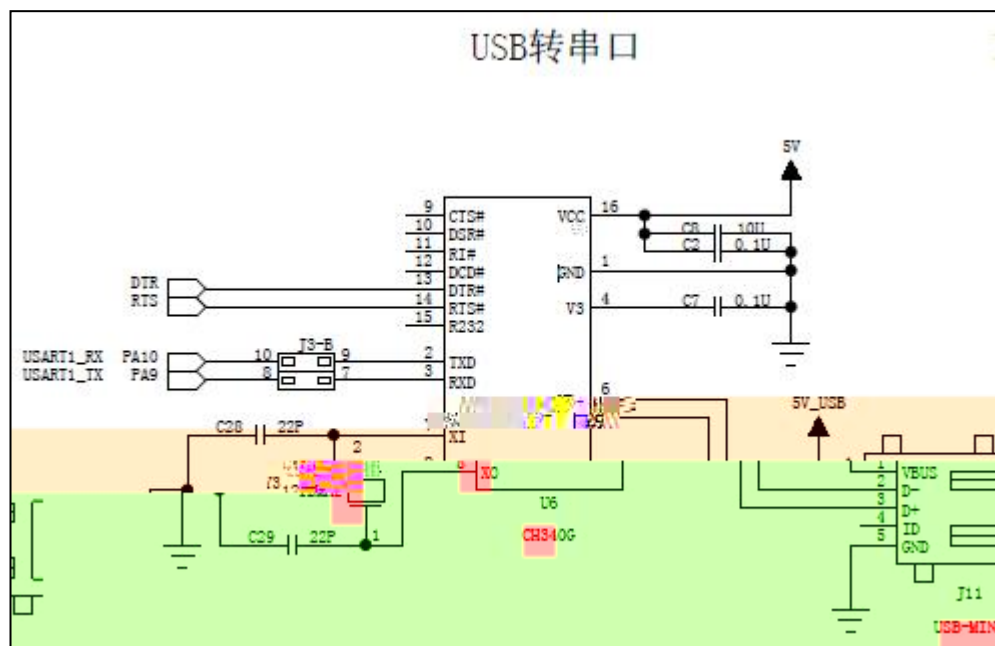 USB转串口
5V
9 CTS#
10 DSR#
11 RI#
12 DCD#
13 DTR#
14 RTS#
15 R232
VCC 16
C8 10U
C2 0.1U
GND 1
V3 4 C7 0.1U
DTR
RTS
J3-B
USART1_RX PA10 10 9 2 TXD
USART1_TX PA9 8 7 3 RXD
6
5V_USB
C28 22P
XI
2
XO
1 VBUS
2 D-
3 D+
4 ID
5 GND
U6
CH340G
C29 22P 1
J11
USB-MIN